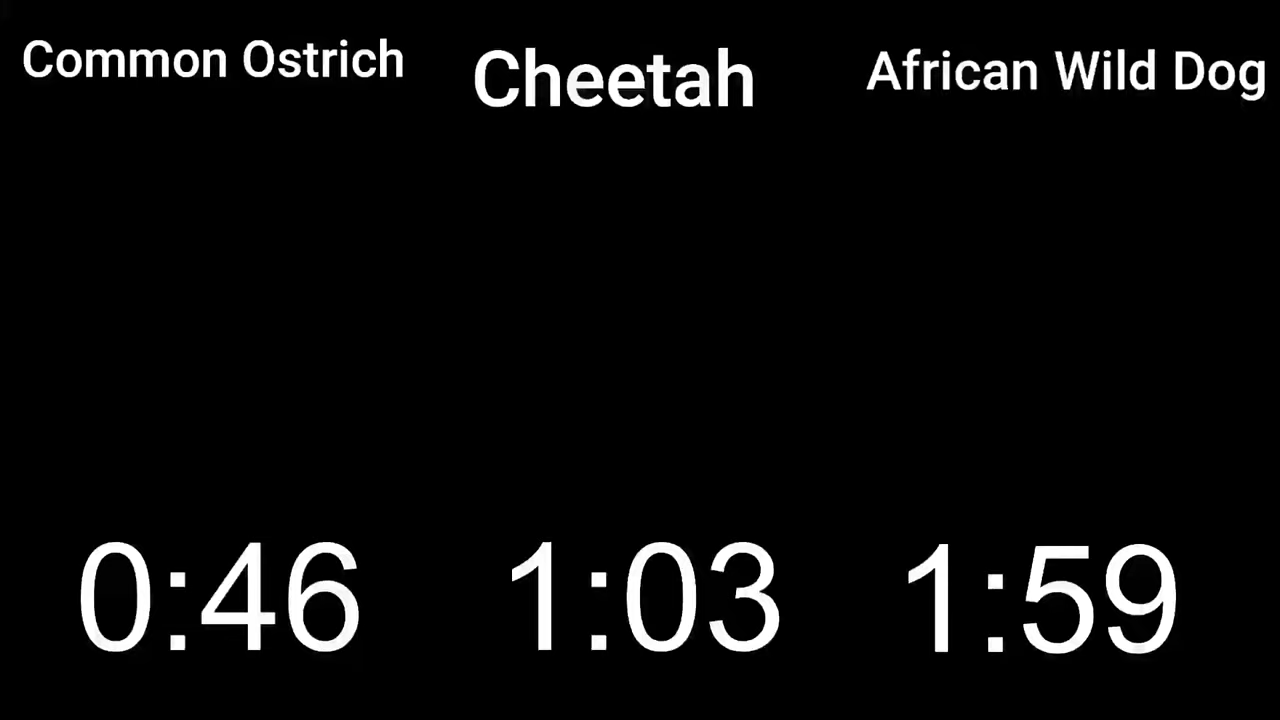 Common Ostrich
Cheetah
African Wild Dog
0:46
1:03
1:59